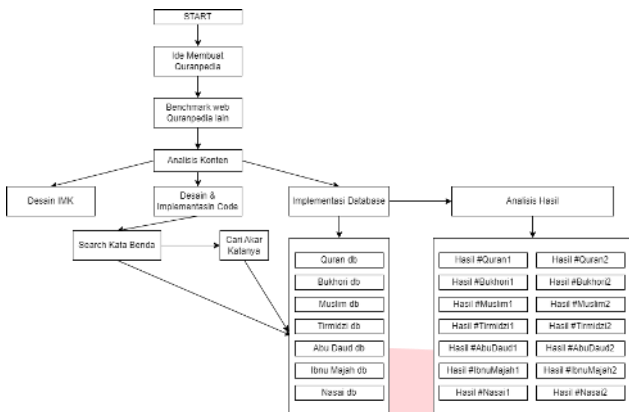 START
Ide Membuat
Quranpedia
Benchmark web
Quranpedia lain
Analisis Konten
Desain IMK
Desain &
Implementasin Code
Implementasi Database
Analisis Hasil
Search Kata Benda
Cari Akar
Katanya
Quran db
Bukhori db
Muslim db
Tirmidzi db
Abu Daud db
Ibnu Majah db
Nasai db
Hasil #Quran1
Hasil #Quran2
Hasil #Bukhori1
Hasil #Bukhori2
Hasil #Muslim1
Hasil #Muslim2
Hasil #Tirmidzi1
Hasil #Tirmidzi2
Hasil #AbuDaud1
Hasil #AbuDaud2
Hasil #IbnuMajah1
Hasil #IbnuMajah2
Hasil #Nasai1
Hasil #Nasai2